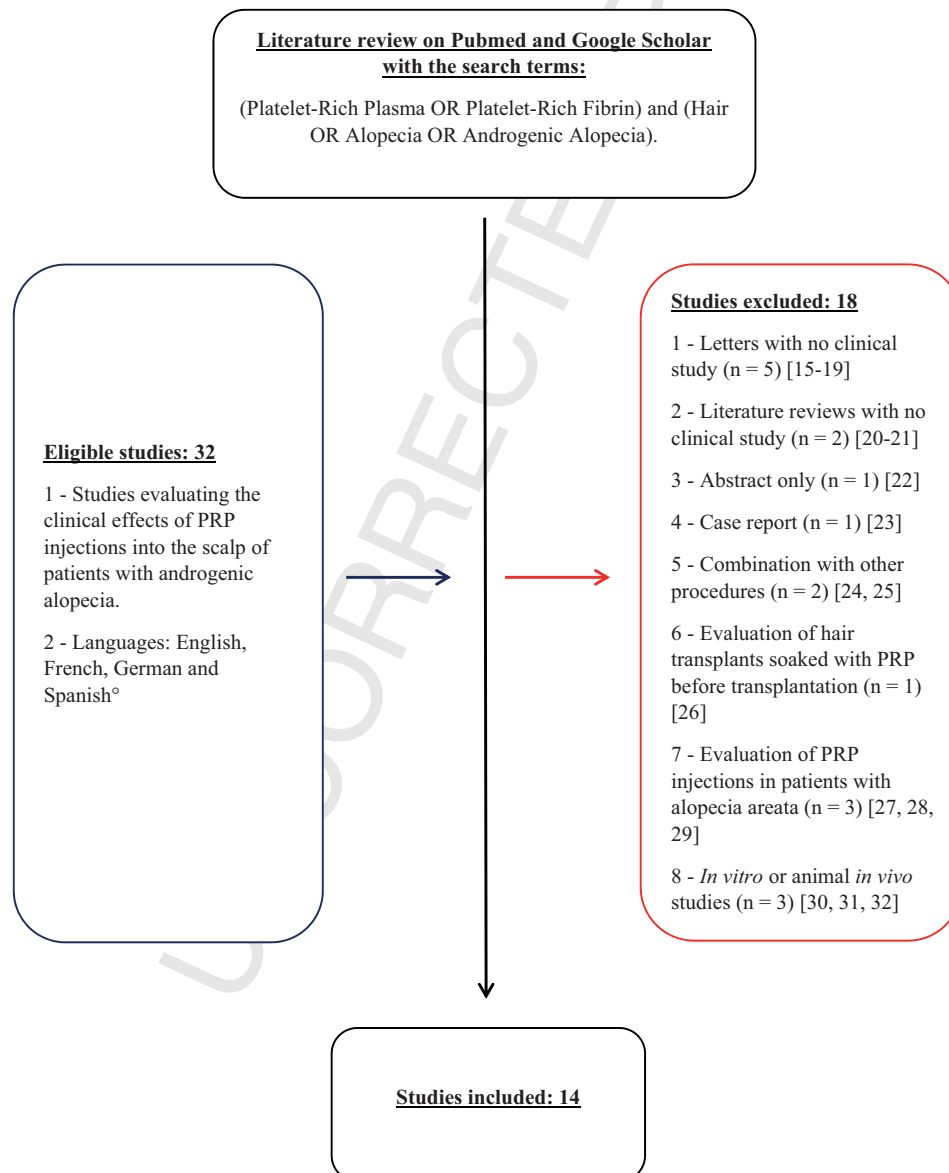 Literature review on Pubmed and Google Scholar
with the search terms:
(Platelet-Rich Plasma OR Platelet-Rich Fibrin) and (Hair
OR Alopecia OR Androgenic Alopecia).
Eligible studies: 32
1 - Studies evaluating the
clinical effects of PRP
injections into the scalp of
patients with androgenic
alopecia.
2 - Languages: English,
French, German and
Spanish°
Studies excluded: 18
1 - Letters with no clinical
study (n = 5) [15-19]
2 - Literature reviews with no
clinical study (n = 2) [20-21]
3 - Abstract only (n = 1) [22]
4 - Case report (n = 1) [23]
5 - Combination with other
procedures (n = 2) [24, 25]
6 - Evaluation of hair
transplants soaked with PRP
before transplantation (n = 1)
[26]
7 - Evaluation of PRP
injections in patients with
alopecia areata (n = 3) [27, 28,
29]
8 - In vitro or animal in vivo
studies (n = 3) [30, 31, 32]
Studies included: 14